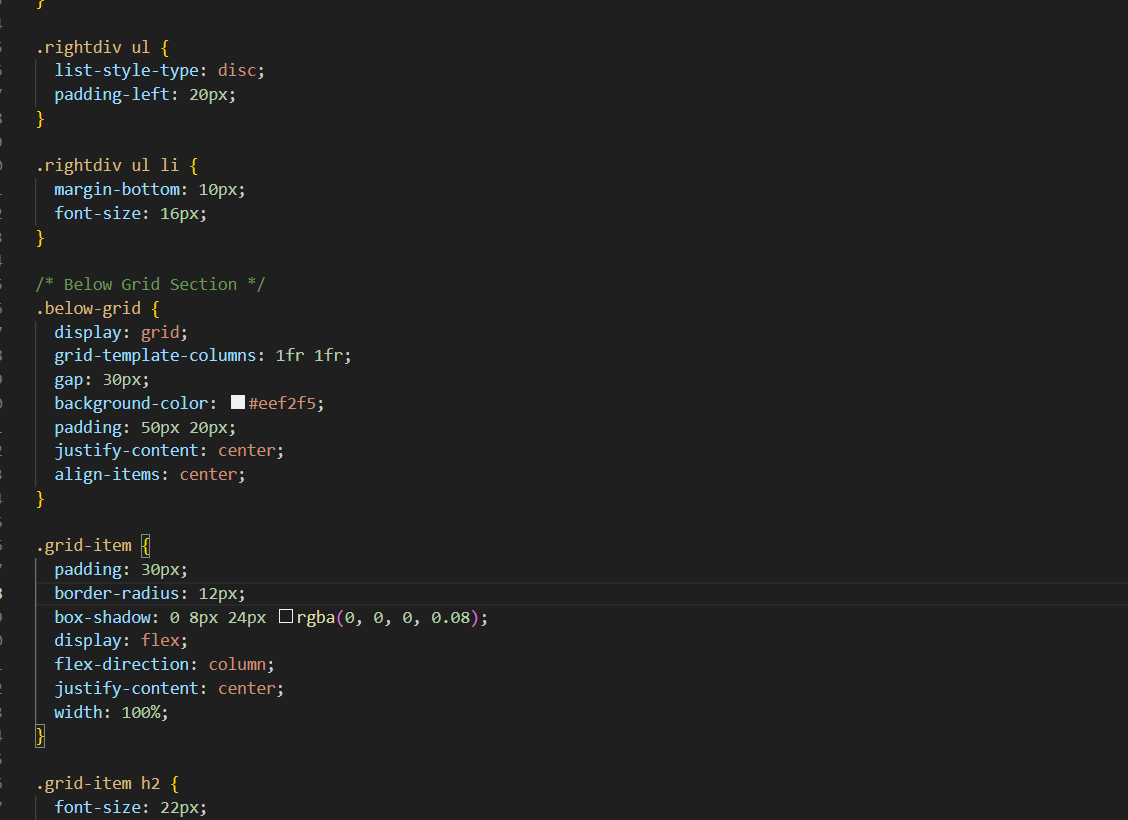 }
.rightdiv ul {
list-style-type: disc;
padding-left: 20px;
}
.rightdiv ul li {
margin-bottom: 10px;
font-size: 16px;
}
/* Below Grid Section */
.below-grid {
display: grid;
grid-template-columns: 1fr 1fr;
gap: 30px;
background-color: #eef2f5;
padding: 50px 20px;
justify-content: center;
align-items: center;
}
.grid-item {
padding: 30px;
border-radius: 12px;
box-shadow: 0 8px 24px rgba(0, 0, 0, 0.08);
display: flex;
flex-direction: column;
justify-content: center;
width: 100%;
}
.grid-item h2 {
font-size: 22px;